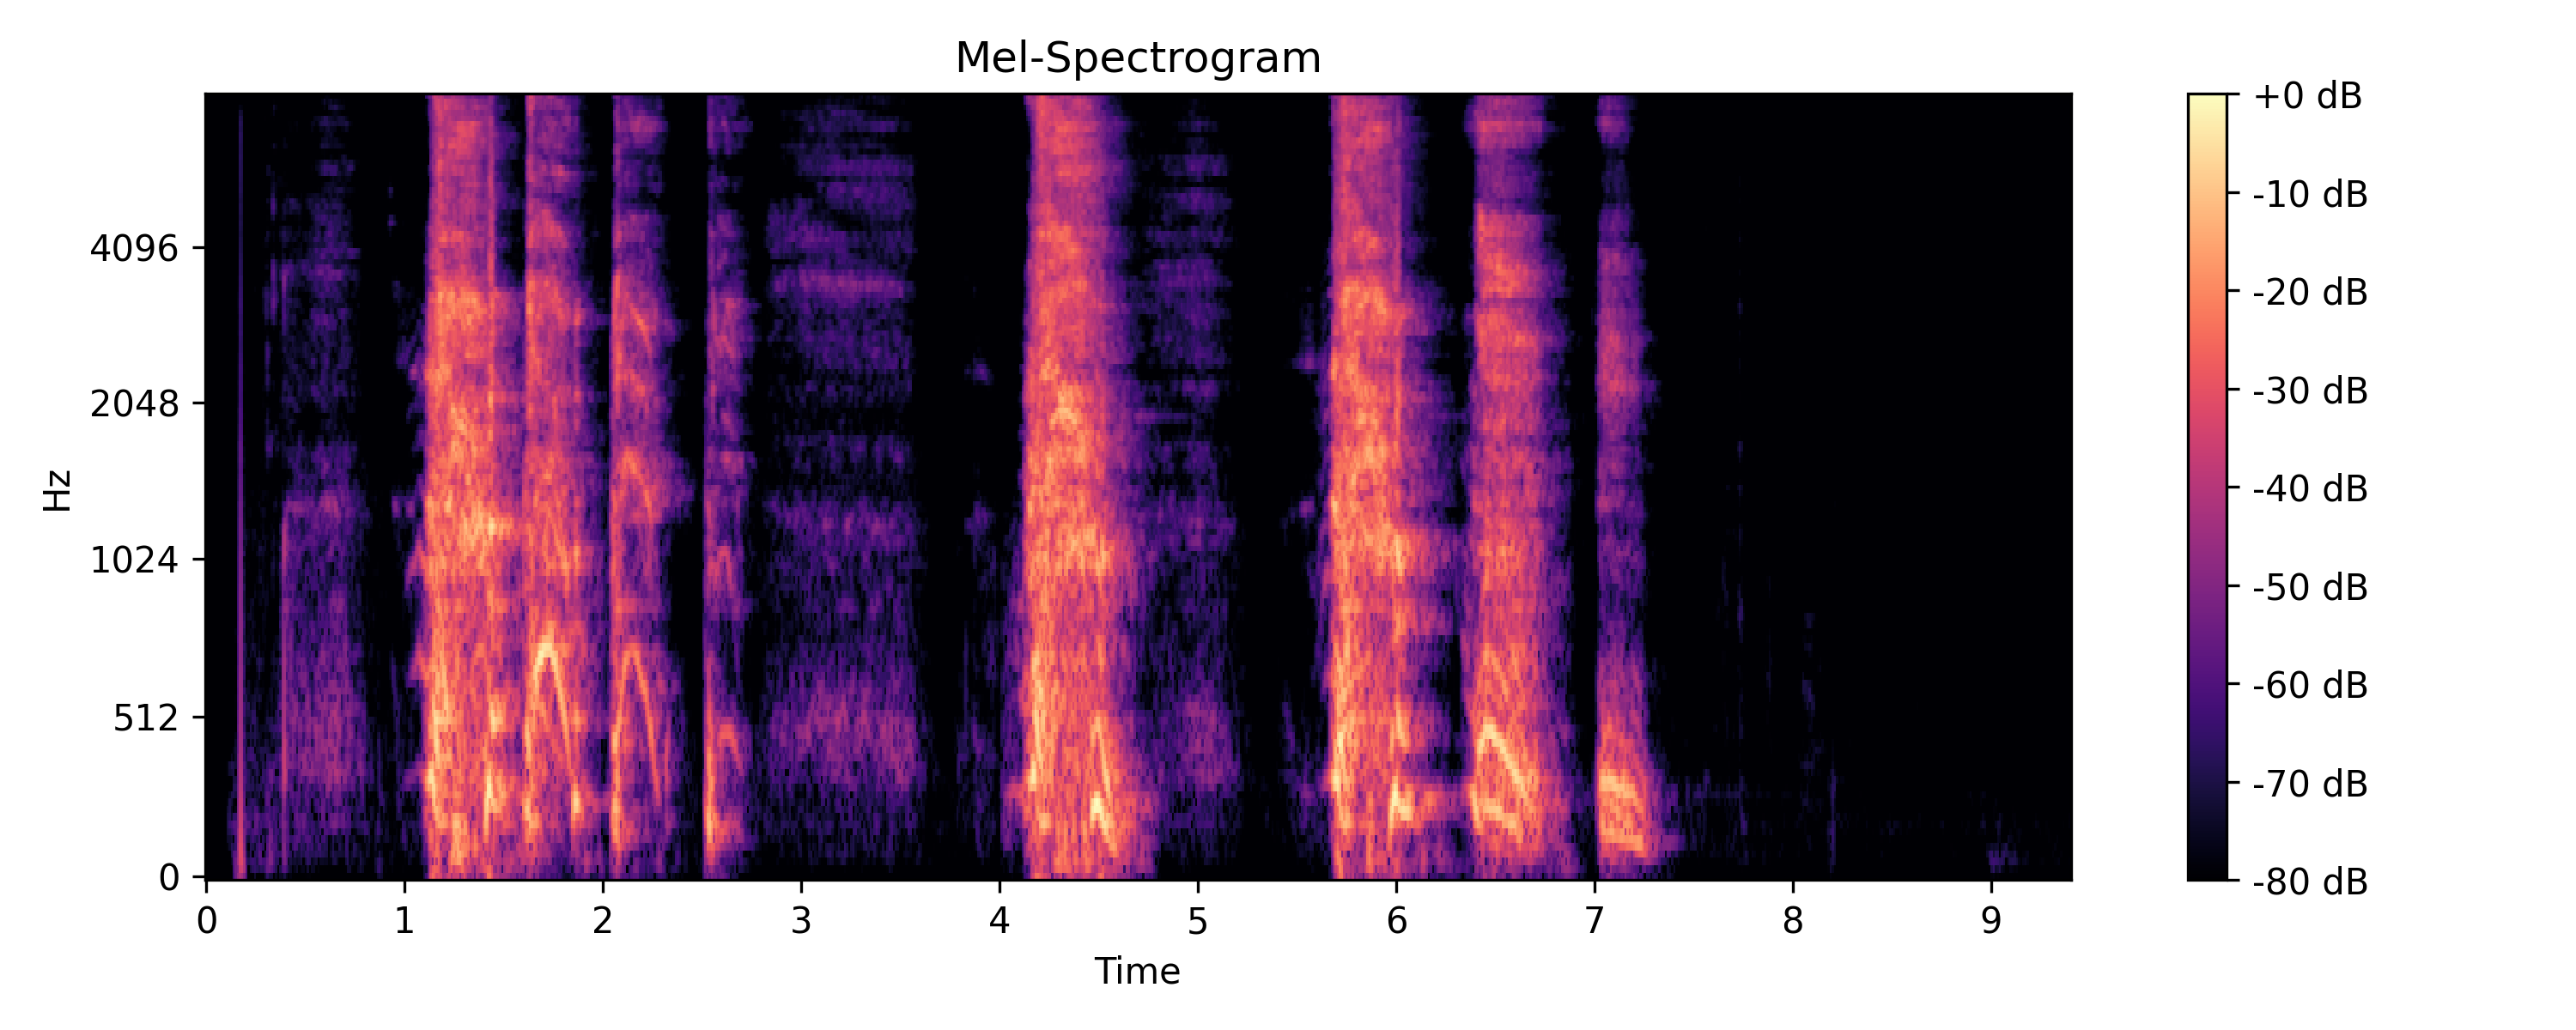 Mel-Spectrogram
+0 dB
-10 dB
-20 dB
-30 dB
-40 dB
-50 dB
-60 dB
-70 dB
-80 dB
Hz
4096
2048
1024
512
0
0 1 2 3 4 5 6 7 8 9
Time